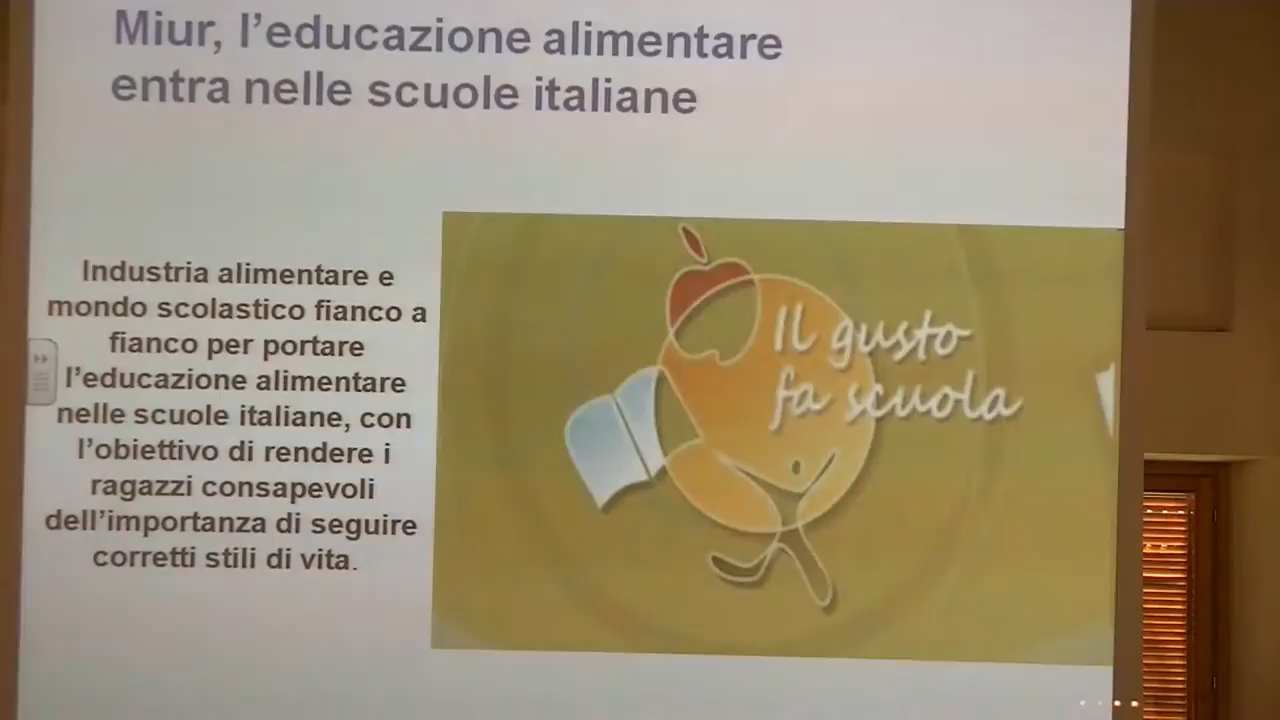 Miur, l'educazione alimentare
entra nelle scuole italiane
Industria alimentare e
mondo scolastico fianco a
fianco per portare
l'educazione alimentare
nelle scuole italiane, con
l'obiettivo di rendere i
ragazzi consapevoli
dell'importanza di seguire
corretti stili di vita.
Il gusto
fa scuola